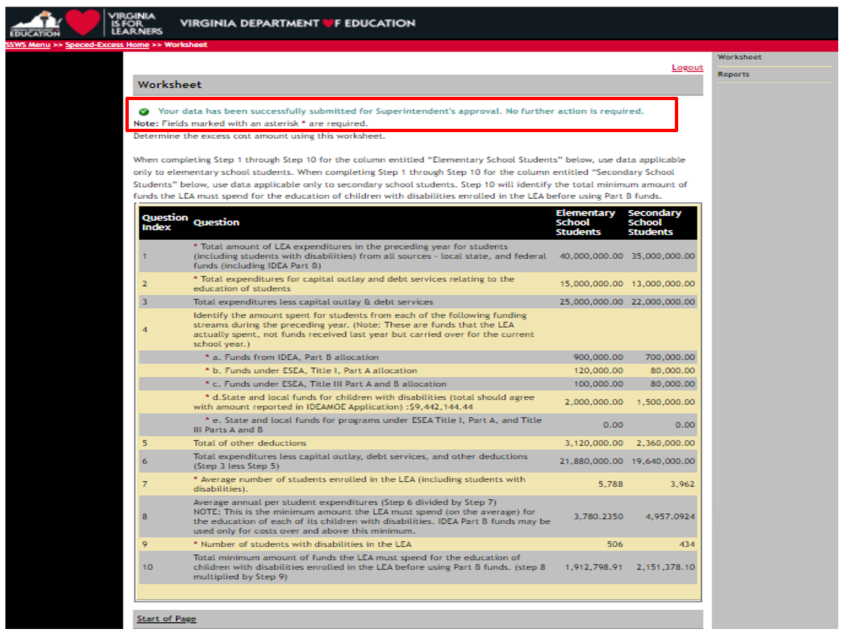 EDUCATION
VIRGINIA
IS FOR
LEARNERS
VIRGINIA DEPARTMENT OF EDUCATION
SSWS Menu >> Speced-Excess Home >> Worksheet
Worksheet
Reports
Logout
Worksheet
Your data has been successfully submitted for Superintendent's approval. No further action is required.
Note: Fields marked with an asterisk * are required.
Determine the excess cost amount using this worksheet.
When completing Step 1 through Step 10 for the column entitled "Elementary School Students" below, use data applicable
only to elementary school students. When completing Step 1 through Step 10 for the column entitled "Secondary School
Students" below, use data applicable only to secondary school students. Step 10 will identify the total minimum amount of
funds the LEA must spend for the education of children with disabilities enrolled in the LEA before using Part B funds.
Question Index Question Elementary School Students Secondary School Students
1 * Total amount of LEA expenditures in the preceding year for students
(including students with disabilities) from all sources - local state, and federal 40,000,000.00 35,000,000.00
funds (including IDEA Part B)
2 * Total expenditures for capital outlay and debt services relating to the
education of students 15,000,000.00 13,000,000.00
3 Total expenditures less capital outlay & debt services 25,000,000.00 22,000,000.00
4 Identify the amount spent for students from each of the following funding
streams during the preceding year. (Note: These are funds that the LEA
actually spent, not funds received last year but carried over for the current
school year.)
* a. Funds from IDEA, Part B allocation 900,000.00 700,000.00
* b. Funds under ESEA, Title I, Part A allocation 120,000.00 80,000.00
* c. Funds under ESEA, Title III Part A and B allocation 100,000.00 80,000.00
* d.State and local funds for children with disabilities (total should agree
with amount reported in IDEAMOE Application) :$9,442,144.44 2,000,000.00 1,500,000.00
* e. State and local funds for programs under ESEA Title I, Part A, and Title
III Parts A and B 0.00 0.00
5 Total of other deductions 3,120,000.00 2,360,000.00
6 Total expenditures less capital outlay, debt services, and other deductions
(Step 3 less Step 5) 21,880,000.00 19,640,000.00
7 * Average number of students enrolled in the LEA (including students with
disabilities). 5,788 3,962
8 Average annual per student expenditures (Step 6 divided by Step 7)
NOTE: This is the minimum amount the LEA must spend (on the average) for
the education of each of its children with disabilities. IDEA Part B funds may be 3,780.2350 4,957.0924
used only for costs over and above this minimum.
9 * Number of students with disabilities in the LEA 506 434
10 Total minimum amount of funds the LEA must spend for the education of
children with disabilities enrolled in the LEA before using Part B funds. (step 8 1,912,798.91 2,151,378.10
multiplied by Step 9)
Start of Page